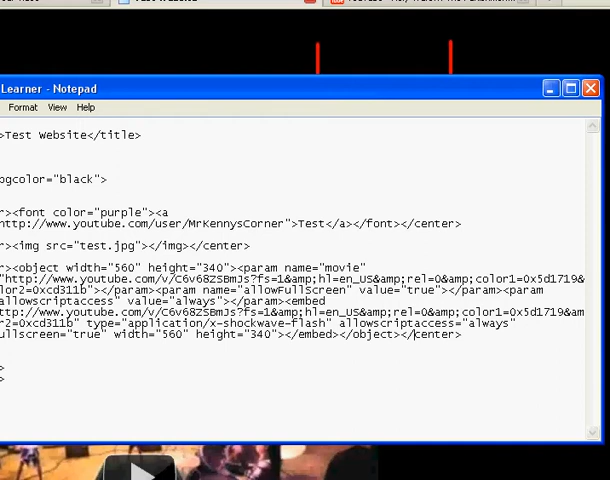 Learner - Notepad
Format View Help
>Test Website</title>
bgcolor="black">
r><font color="purple"><a
http://www.youtube.com/user/MrKennysCorner">Test</a></font></center>
r><img src="test.jpg"></img></center>
r><object width="560" height="340"><param name="movie"
"http://www.youtube.com/v/C6v68ZSBmJs?fs=1&amp;hl=en_US&amp;rel=0&amp;color1=0x5d1719&
or2=0xcd311b"></param><param name="allowFullScreen" value="true"></param><param
allowscriptaccess" value="always"></param><embed
ttp://www.youtube.com/v/C6v68ZSBmJs?fs=1&amp;hl=en_US&amp;rel=0&amp;color1=0x5d1719&am
r2=0xcd311b" type="application/x-shockwave-flash" allowscriptaccess="always"
ullscreen="true" width="560" height="340"></embed></object></center>
>
>